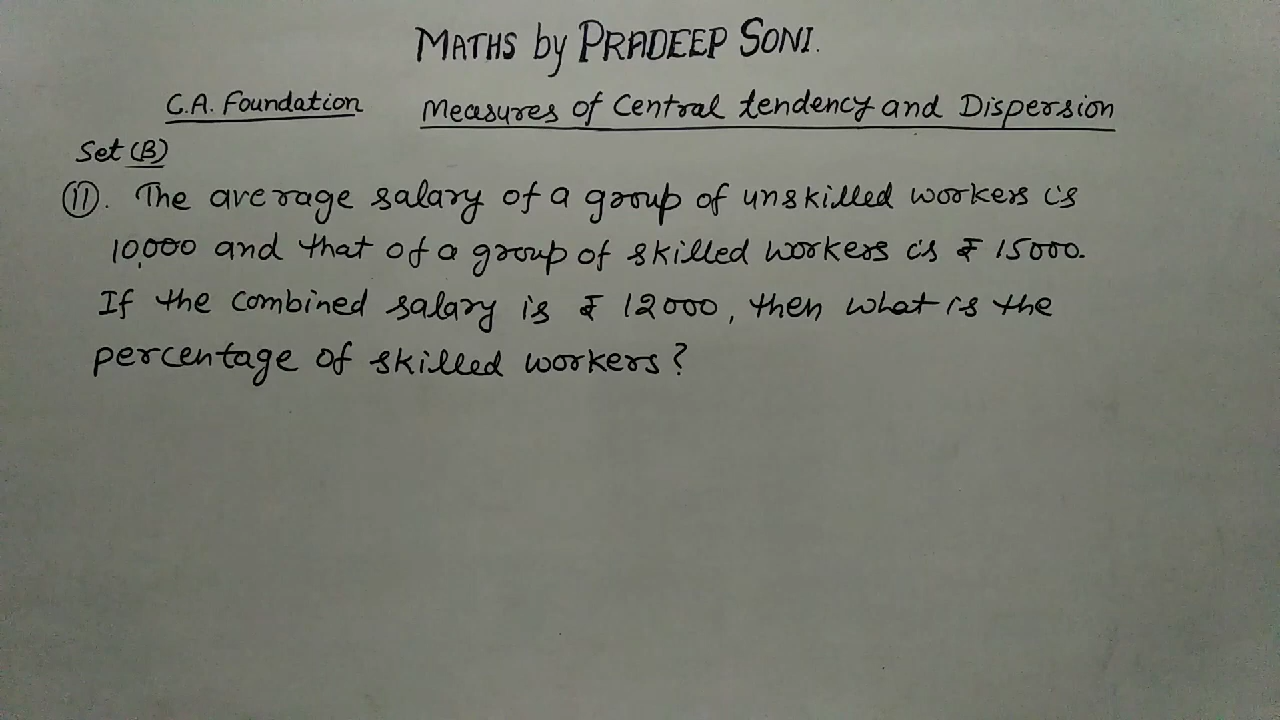 MATHS by PRADEEP SONI.
C.A. Foundation Measures of Central tendency and Dispersion
Set (B)
⑪. The average salary of a group of unskilled workers is
10,000 and that of a group of skilled workers is ₹ 15000.
If the combined salary is ₹ 12000, then what is the
percentage of skilled workers?